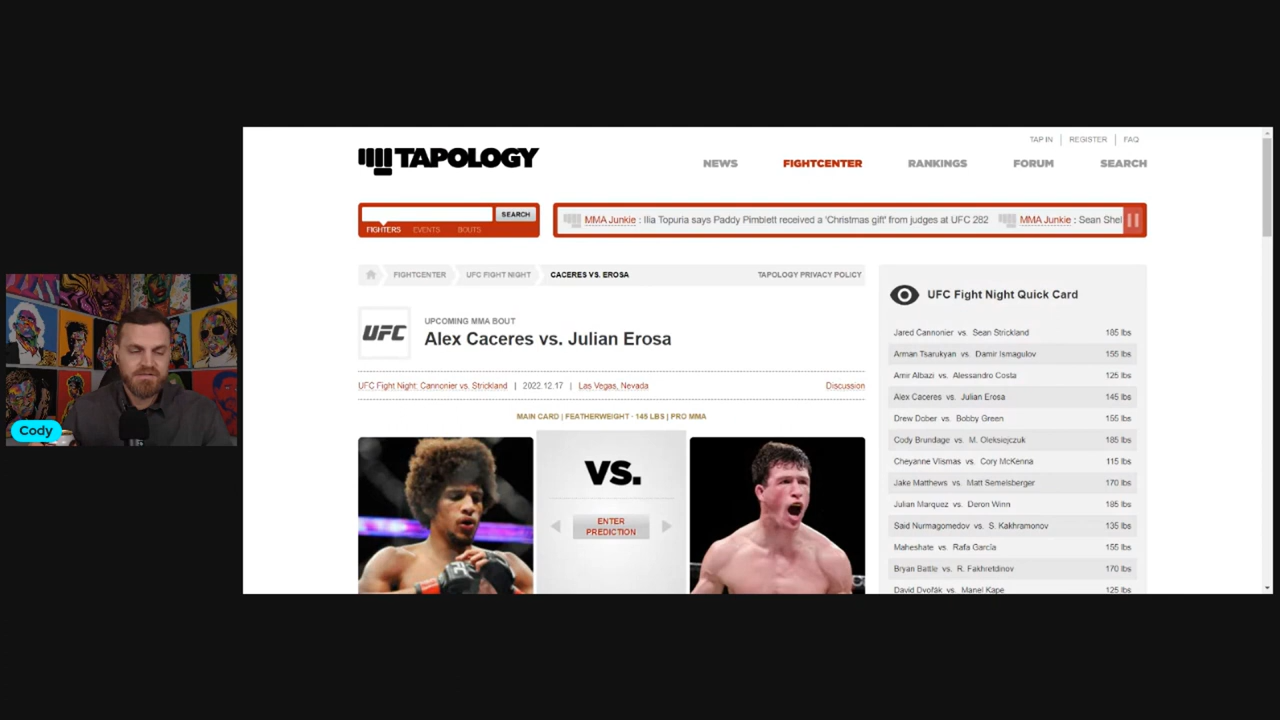 TAP IN | REGISTER | FAQ
TAPOLOGY
NEWS FIGHTCENTER RANKINGS FORUM SEARCH
SEARCH
FIGHTERS EVENTS BOUTS
MMA Junkie : Ilia Topuria says Paddy Pimblett received a 'Christmas gift' from judges at UFC 282 MMA Junkie : Sean Shel
FIGHTCENTER UFC FIGHT NIGHT CACERES VS. EROSA TAPOLOGY PRIVACY POLICY
UFC
UPCOMING MMA BOUT
Alex Caceres vs. Julian Erosa
UFC Fight Night: Cannonier vs. Strickland | 2022.12.17 | Las Vegas, Nevada Discussion
MAIN CARD | FEATHERWEIGHT · 145 LBS | PRO MMA
VS.
ENTER
PREDICTION
UFC Fight Night Quick Card
Jared Cannonier vs. Sean Strickland 185 lbs
Arman Tsarukyan vs. Damir Ismagulov 155 lbs
Amir Albazi vs. Alessandro Costa 125 lbs
Alex Caceres vs. Julian Erosa 145 lbs
Drew Dober vs. Bobby Green 155 lbs
Cody Brundage vs. M. Oleksiejczuk 185 lbs
Cheyanne Vlismas vs. Cory McKenna 115 lbs
Jake Matthews vs. Matt Semelsberger 170 lbs
Julian Marquez vs. Deron Winn 185 lbs
Said Nurmagomedov vs. S. Kakhramonov 135 lbs
Maheshate vs. Rafa García 155 lbs
Bryan Battle vs. R. Fakhretdinov 170 lbs
David Dvořák vs. Manel Kape 125 lbs
Cody